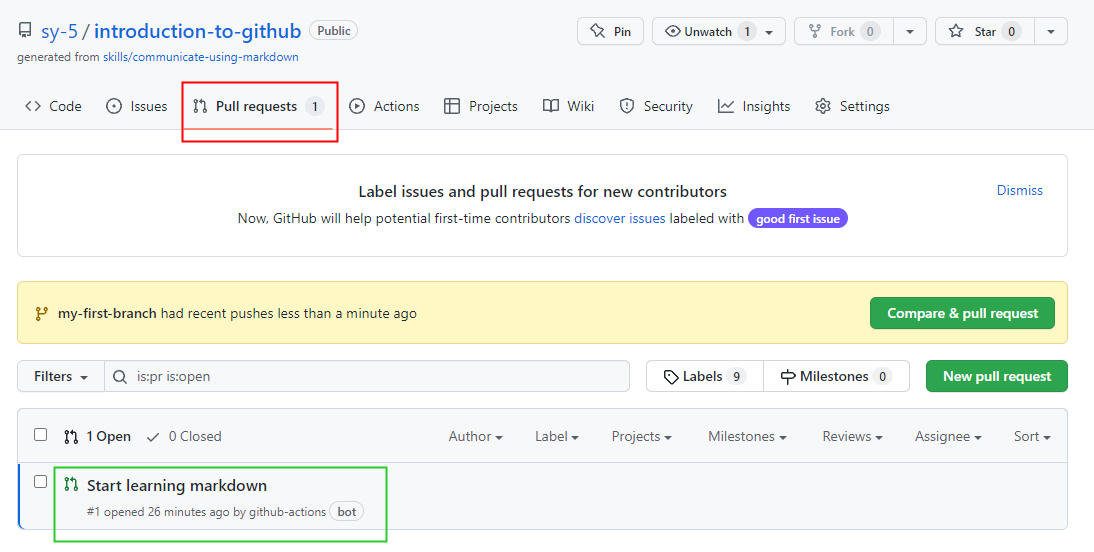 sy-5 / introduction-to-github Public Pin Unwatch 1 Fork 0 Star 0
generated from skills/communicate-using-markdown
Code Issues Pull requests 1 Actions Projects Wiki Security Insights Settings
Label issues and pull requests for new contributors Dismiss
Now, GitHub will help potential first-time contributors discover issues labeled with good first issue
my-first-branch had recent pushes less than a minute ago Compare & pull request
Filters is:pr is:open Labels 9 Milestones 0 New pull request
1 Open 0 Closed Author Label Projects Milestones Reviews Assignee Sort
Start learning markdown
#1 opened 26 minutes ago by github-actions bot